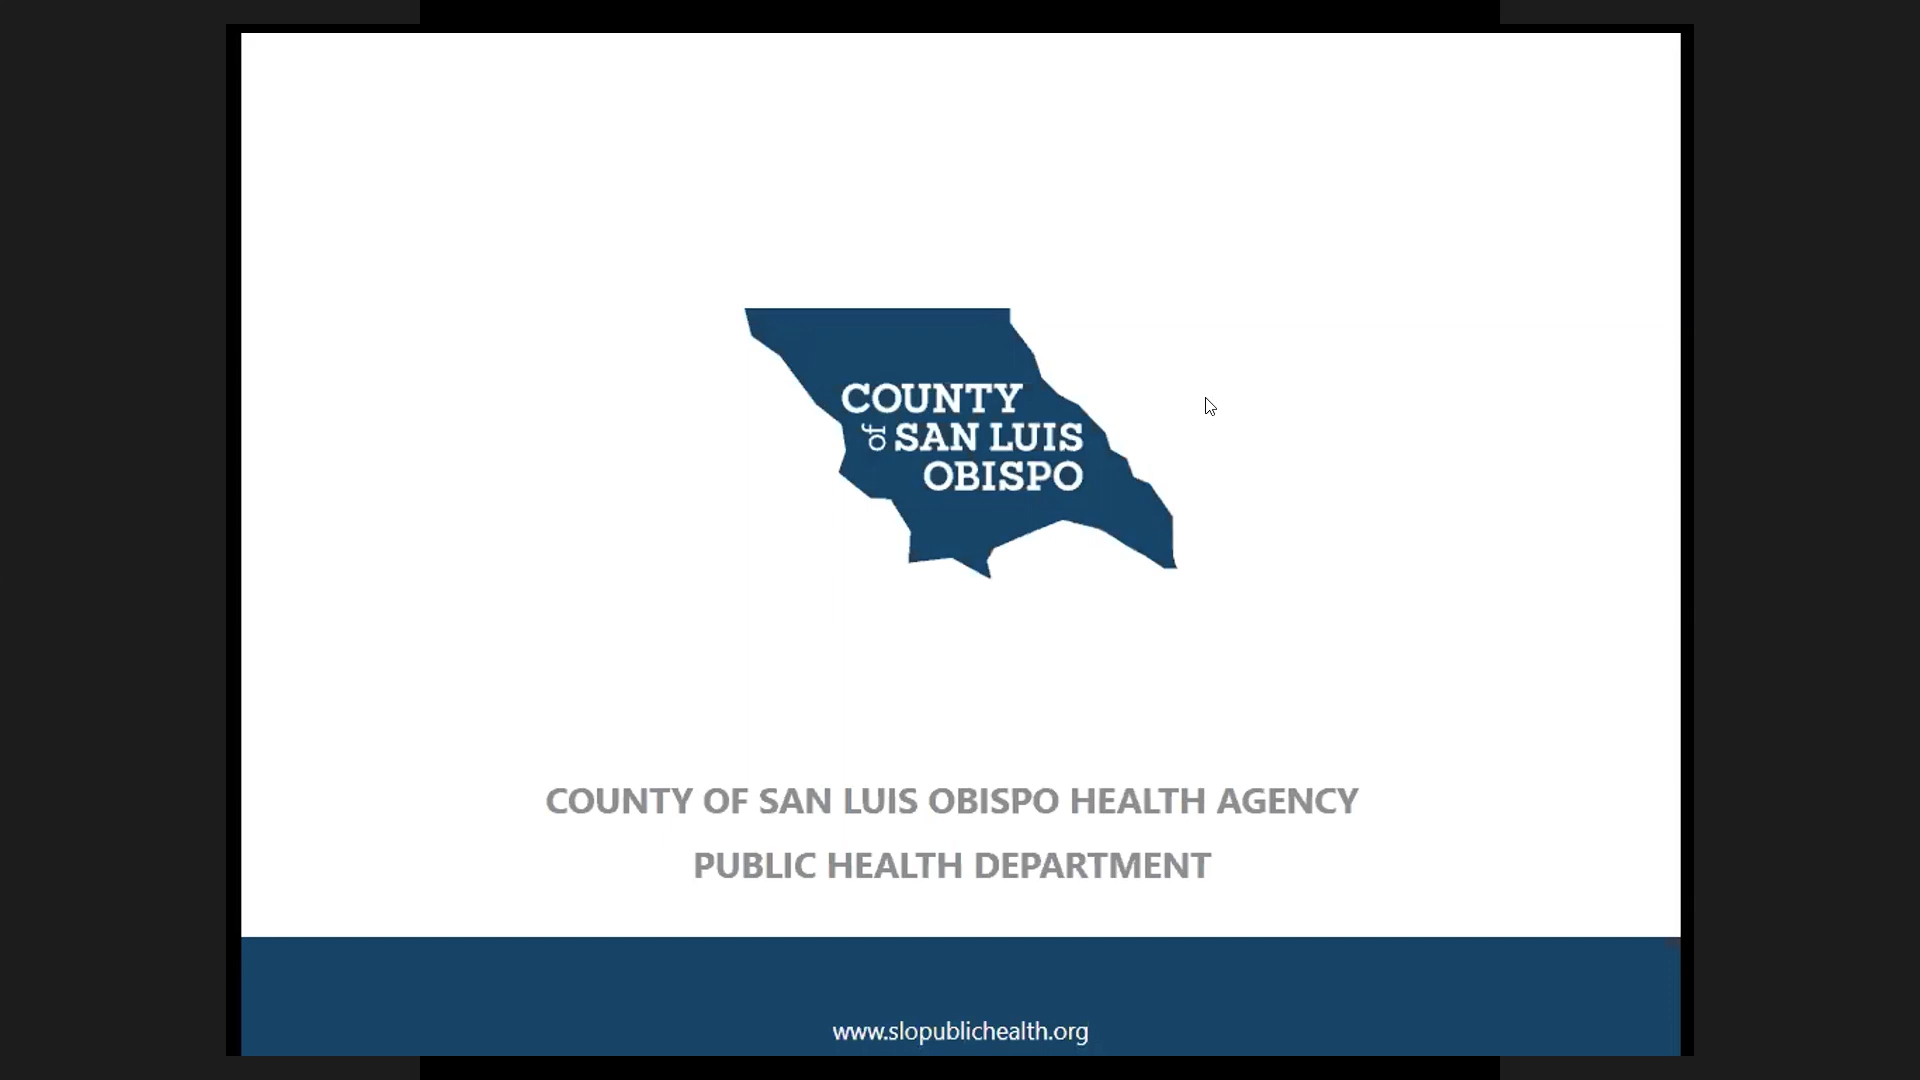 COUNTY
of SAN LUIS
OBISPO
COUNTY OF SAN LUIS OBISPO HEALTH AGENCY
PUBLIC HEALTH DEPARTMENT
www.slopublichealth.org